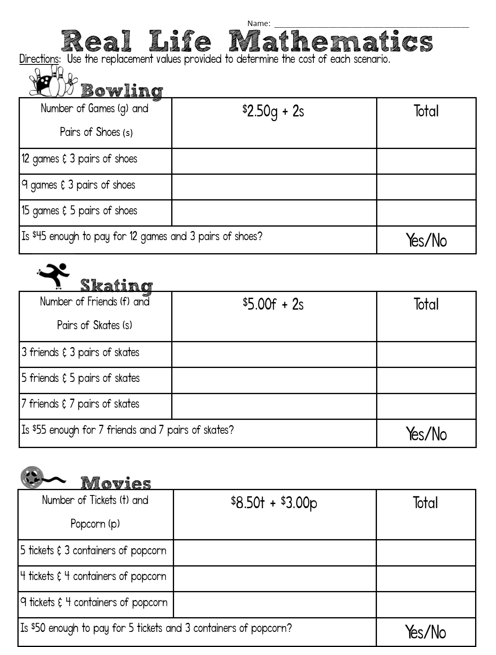 Name: ____________________
Real Life Mathematics
Directions: Use the replacement values provided to determine the cost of each scenario.
Bowling
Number of Games (g) and
Pairs of Shoes (s)
$2.50g + 2s
Total
12 games & 3 pairs of shoes
9 games & 3 pairs of shoes
15 games & 5 pairs of shoes
Is $45 enough to pay for 12 games and 3 pairs of shoes?
Yes/No
Skating
Number of Friends (f) and
Pairs of Skates (s)
$5.00f + 2s
Total
3 friends & 3 pairs of skates
5 friends & 5 pairs of skates
7 friends & 7 pairs of skates
Is $55 enough for 7 friends and 7 pairs of skates?
Yes/No
Movies
Number of Tickets (t) and
Popcorn (p)
$8.50t + $3.00p
Total
5 tickets & 3 containers of popcorn
4 tickets & 4 containers of popcorn
9 tickets & 4 containers of popcorn
Is $50 enough to pay for 5 tickets and 3 containers of popcorn?
Yes/No